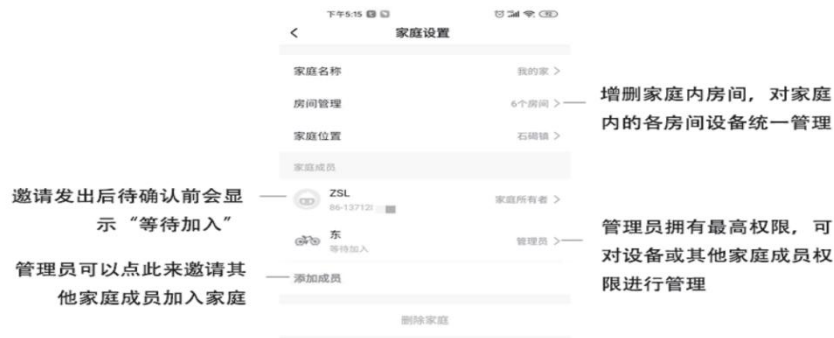 下午5:15
家庭设置
家庭名称 我的家
房间管理 6个房间
家庭位置 石碣镇
家庭成员
ZSL 家庭所有者
86-13712
东 管理员
等待加入
添加成员
删除家庭
增删家庭内房间，对家庭
内的各房间设备统一管理
邀请发出后待确认前会显
示“等待加入”
管理员可以点此来邀请其
他家庭成员加入家庭
管理员拥有最高权限，可
对设备或其他家庭成员权
限进行管理